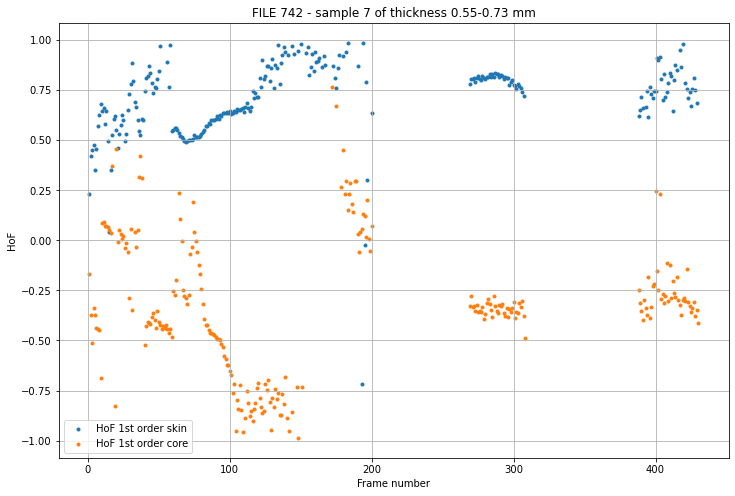 FILE 742 - sample 7 of thickness 0.55-0.73 mm
HoF
1.00
0.75
0.50
0.25
0.00
−0.25
−0.50
−0.75
−1.00
HoF 1st order skin
HoF 1st order core
0 100 200 300 400
Frame number